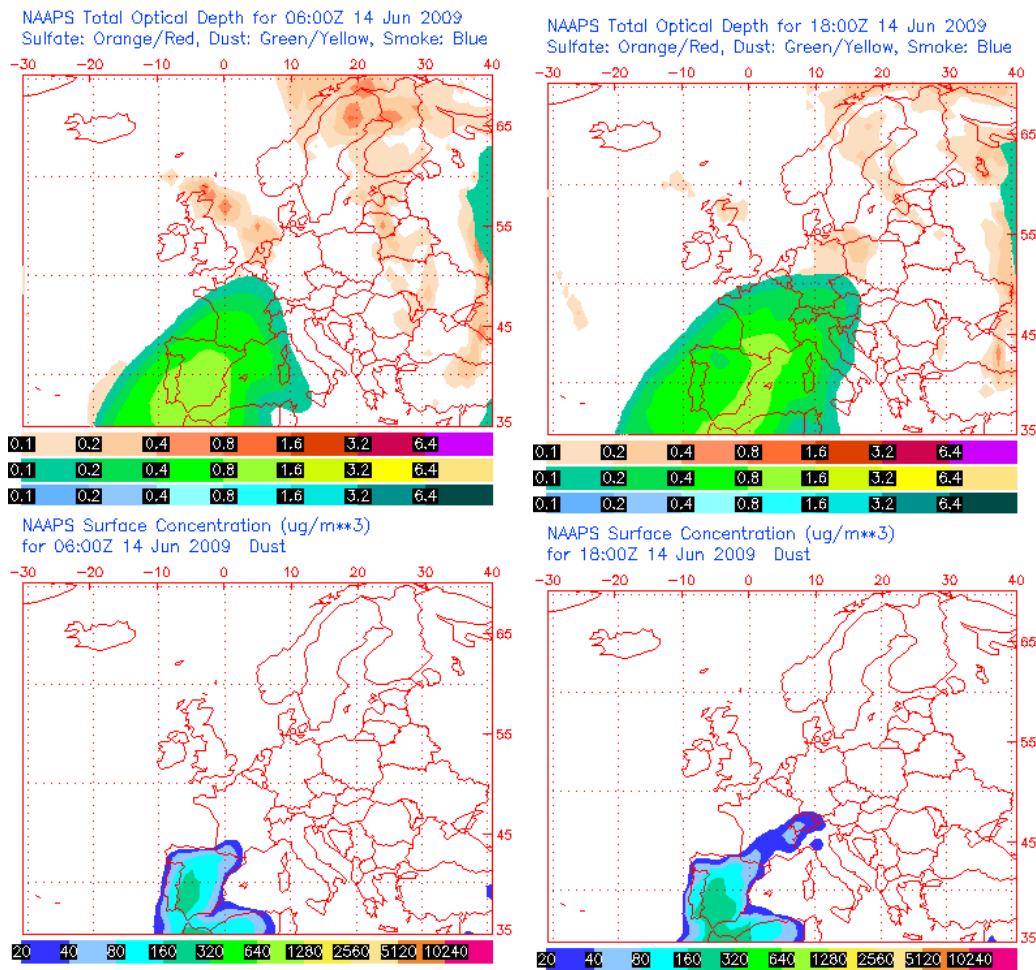 NAAPS Total Optical Depth for 06:00Z 14 Jun 2009
Sulfate: Orange/Red, Dust: Green/Yellow, Smoke: Blue
-30 -20 -10 0 10 20 30 40
65
55
45
35
0.1 0.2 0.4 0.8 1.6 3.2 6.4
0.1 0.2 0.4 0.8 1.6 3.2 6.4
0.1 0.2 0.4 0.8 1.6 3.2 6.4
NAAPS Total Optical Depth for 18:00Z 14 Jun 2009
Sulfate: Orange/Red, Dust: Green/Yellow, Smoke: Blue
-30 -20 -10 0 10 20 30 40
65
55
45
35
0.1 0.2 0.4 0.8 1.6 3.2 6.4
0.1 0.2 0.4 0.8 1.6 3.2 6.4
0.1 0.2 0.4 0.8 1.6 3.2 6.4
NAAPS Surface Concentration (ug/m**3)
for 06:00Z 14 Jun 2009 Dust
-30 -20 -10 0 10 20 30 40
65
55
45
35
20 40 80 160 320 640 1280 2560 5120 10240
NAAPS Surface Concentration (ug/m**3)
for 18:00Z 14 Jun 2009 Dust
-30 -20 -10 0 10 20 30 40
65
55
45
35
20 40 80 160 320 640 1280 2560 5120 10240